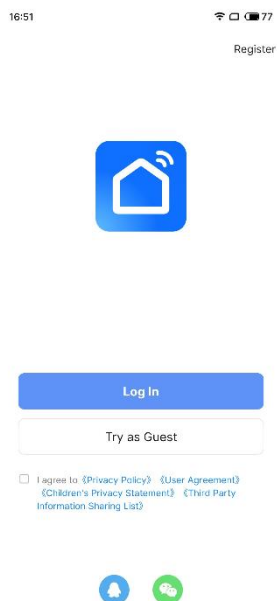 16:51
77
Register
Log In
Try as Guest
I agree to 《Privacy Policy》 《User Agreement》
《Children's Privacy Statement》 《Third Party
Information Sharing List》